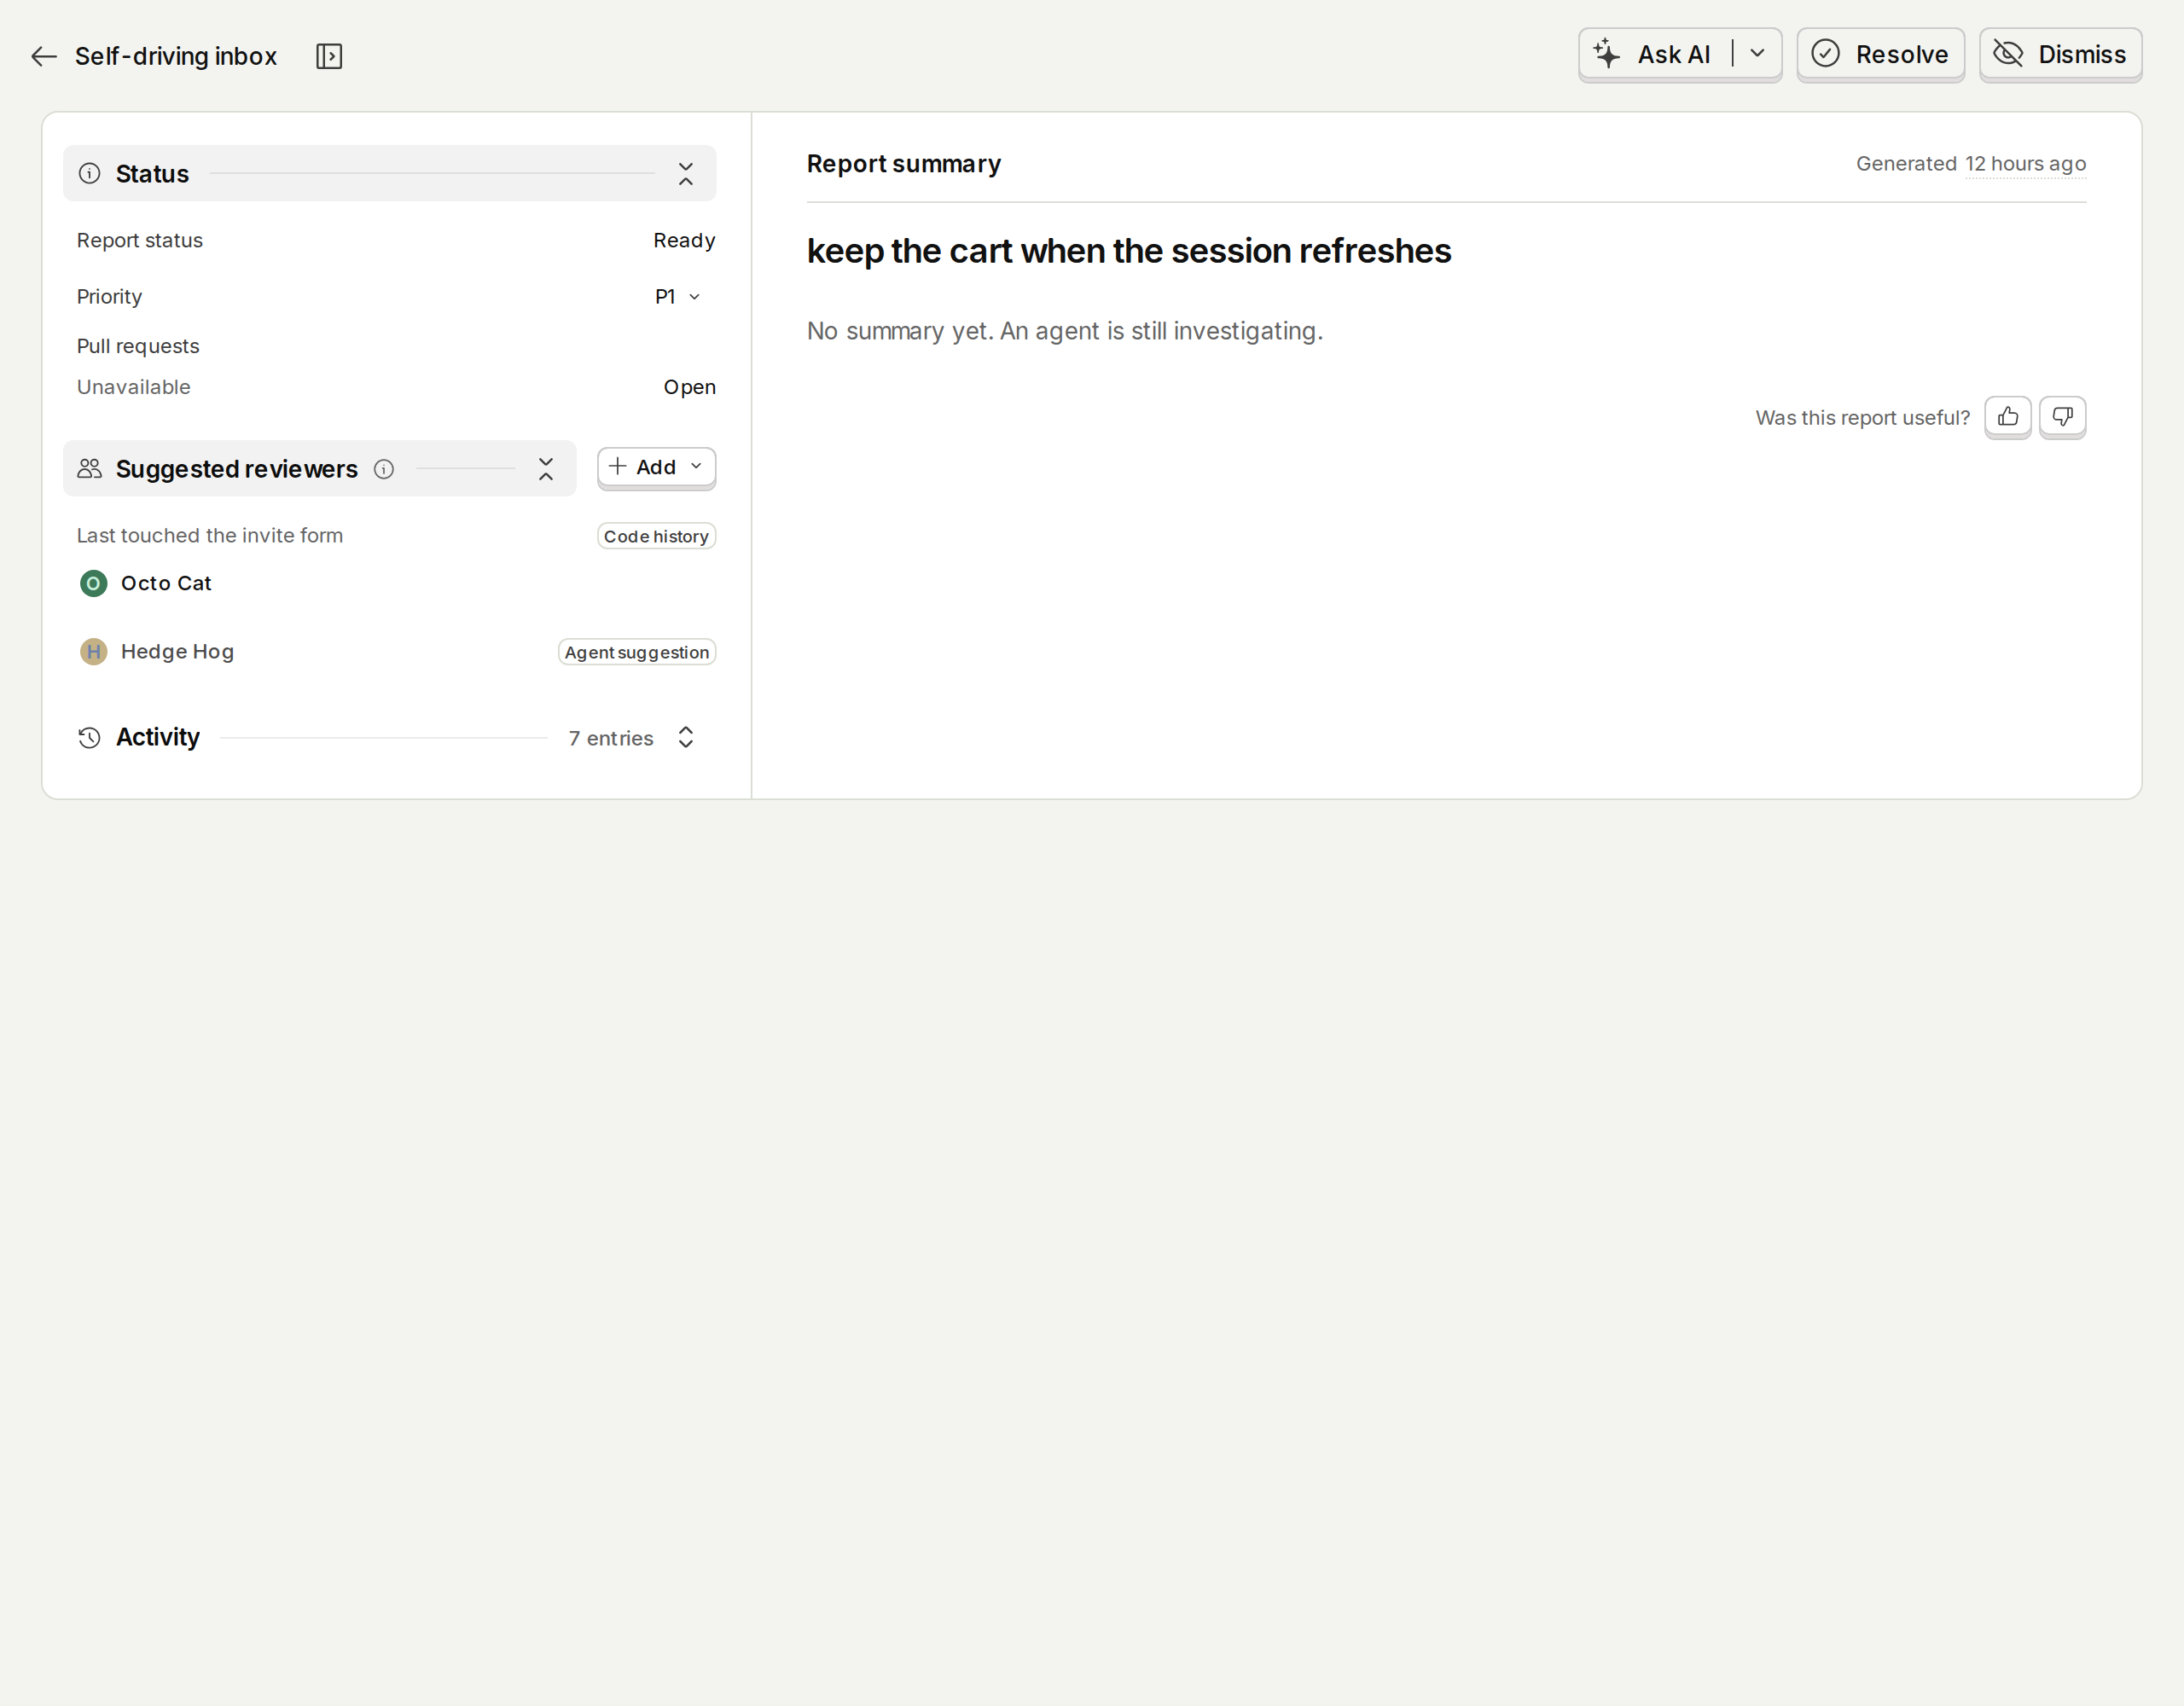 Self-driving inbox
Ask AI
Resolve
Dismiss
Status
Report status
Ready
Priority
P1
Pull requests
Unavailable
Open
Suggested reviewers
Add
Last touched the invite form
Code history
O
Octo Cat
H
Hedge Hog
Agent suggestion
Activity
7 entries
Report summary
Generated 12 hours ago
keep the cart when the session refreshes
No summary yet. An agent is still investigating.
Was this report useful?